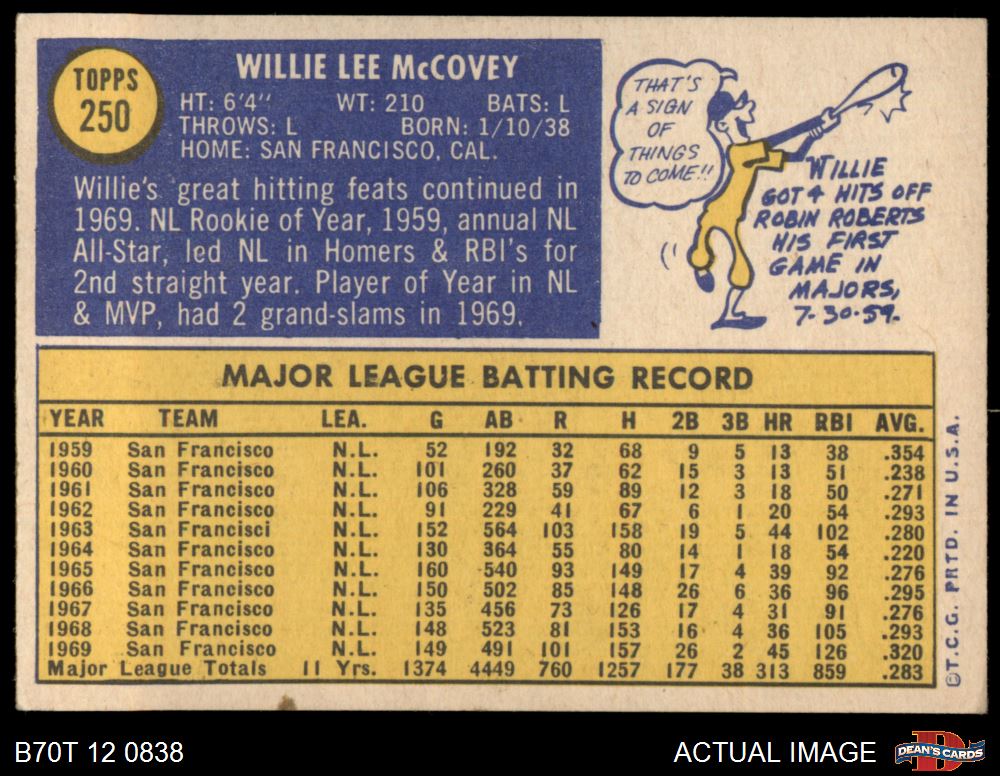 TOPPS
250
WILLIE LEE McCOVEY
HT: 6'4" WT: 210 BATS: L
THROWS: L BORN: 1/10/38
HOME: SAN FRANCISCO, CAL.
Willie's great hitting feats continued in
1969. NL Rookie of Year, 1959, annual NL
All-Star, led NL in Homers & RBI's for
2nd straight year. Player of Year in NL
& MVP, had 2 grand-slams in 1969.
THAT'S
A SIGN
OF
THINGS
TO COME!!
WILLIE
GOT 4 HITS OFF
ROBIN ROBERTS
HIS FIRST
GAME IN
MAJORS,
7-30-59.
MAJOR LEAGUE BATTING RECORD
YEAR TEAM LEA. G AB R H 2B 3B HR RBI AVG.
1959 San Francisco N.L. 52 192 32 68 9 5 13 38 .354
1960 San Francisco N.L. 101 260 37 62 15 3 13 51 .238
1961 San Francisco N.L. 106 328 59 89 12 3 18 50 .271
1962 San Francisco N.L. 91 229 41 67 6 1 20 54 .293
1963 San Francisci N.L. 152 564 103 158 19 5 44 102 .280
1964 San Francisco N.L. 130 364 55 80 14 1 18 54 .220
1965 San Francisco N.L. 160 540 93 149 17 4 39 92 .276
1966 San Francisco N.L. 150 502 85 148 26 6 36 96 .295
1967 San Francisco N.L. 135 456 73 126 17 4 31 91 .276
1968 San Francisco N.L. 148 523 81 153 16 4 36 105 .293
1969 San Francisco N.L. 149 491 101 157 26 2 45 126 .320
Major League Totals 11 Yrs. 1374 4449 760 1257 177 38 313 859 .283
©T.C.G. PRTD. IN U.S.A.
B70T 12 0838
ACTUAL IMAGE
DEAN'S CARDS